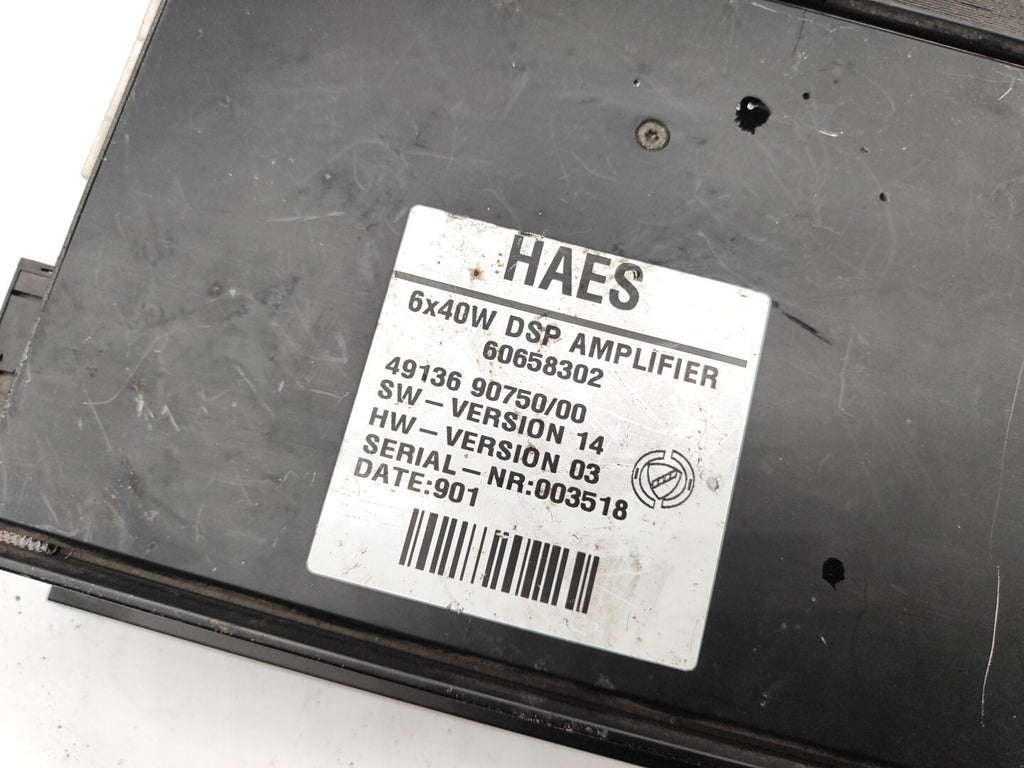 HAES
6x40W DSP AMPLIFIER
60658302
49136 90750/00
SW-VERSION 14
HW-VERSION 03
SERIAL-NR:003518
DATE:901